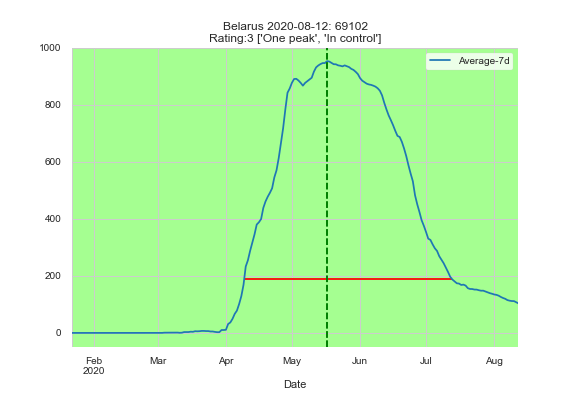 Belarus 2020-08-12: 69102
Rating:3 ['One peak', 'In control']
1000
Average-7d
800
600
400
200
0
Feb Mar Apr May Jun Jul Aug
2020
Date